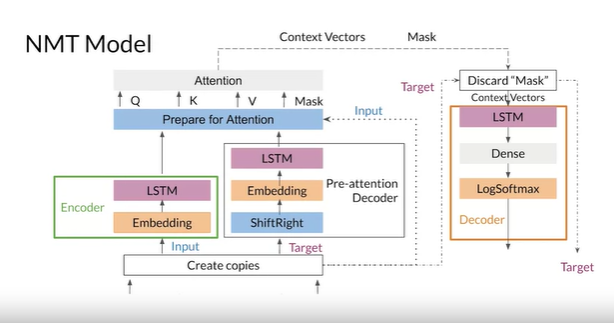 NMT Model
Context Vectors Mask
Attention
Q K V Mask
Prepare for Attention
Input
Target
Discard “Mask”
Context Vectors
LSTM
Dense
LogSoftmax
Decoder
Target
LSTM
Embedding
ShiftRight
Pre-attention
Decoder
Encoder
LSTM
Embedding
Input
Target
Create copies